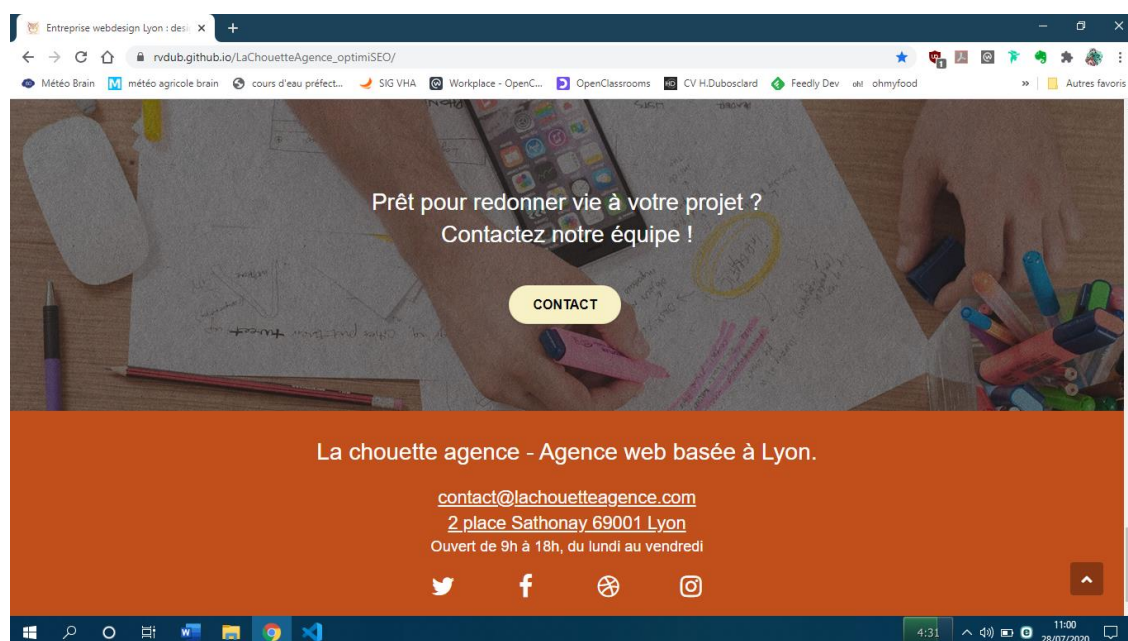 Entreprise webdesign Lyon : desi
rvdub.github.io/LaChouetteAgence_optimiSEO/
Météo Brain météo agricole brain cours d'eau préfect... SIG VHA Workplace - OpenC... OpenClassrooms CV H.Dubosclard Feedly Dev oh! ohmyfood » Autres favoris
Prêt pour redonner vie à votre projet ?
Contactez notre équipe !
CONTACT
tweet
La chouette agence - Agence web basée à Lyon.
contact@lachouetteagence.com
2 place Sathonay 69001 Lyon
Ouvert de 9h à 18h, du lundi au vendredi
4:31
11:00
28/07/2020